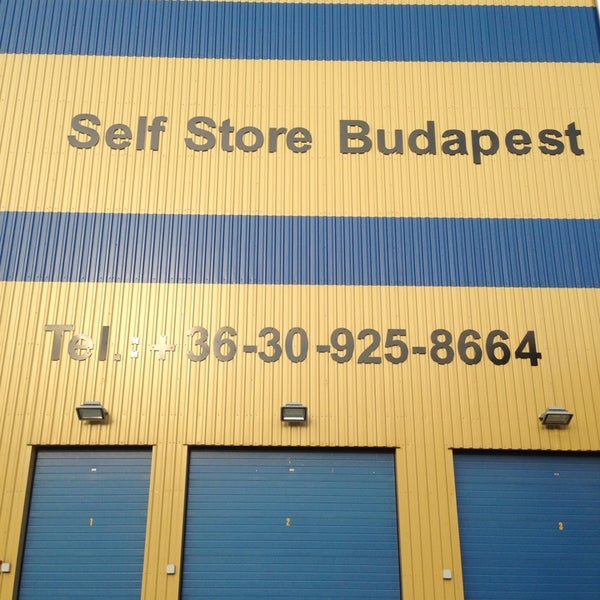 Self Store Budapest
Tel.: + 36-30-925-8664
1
2
3